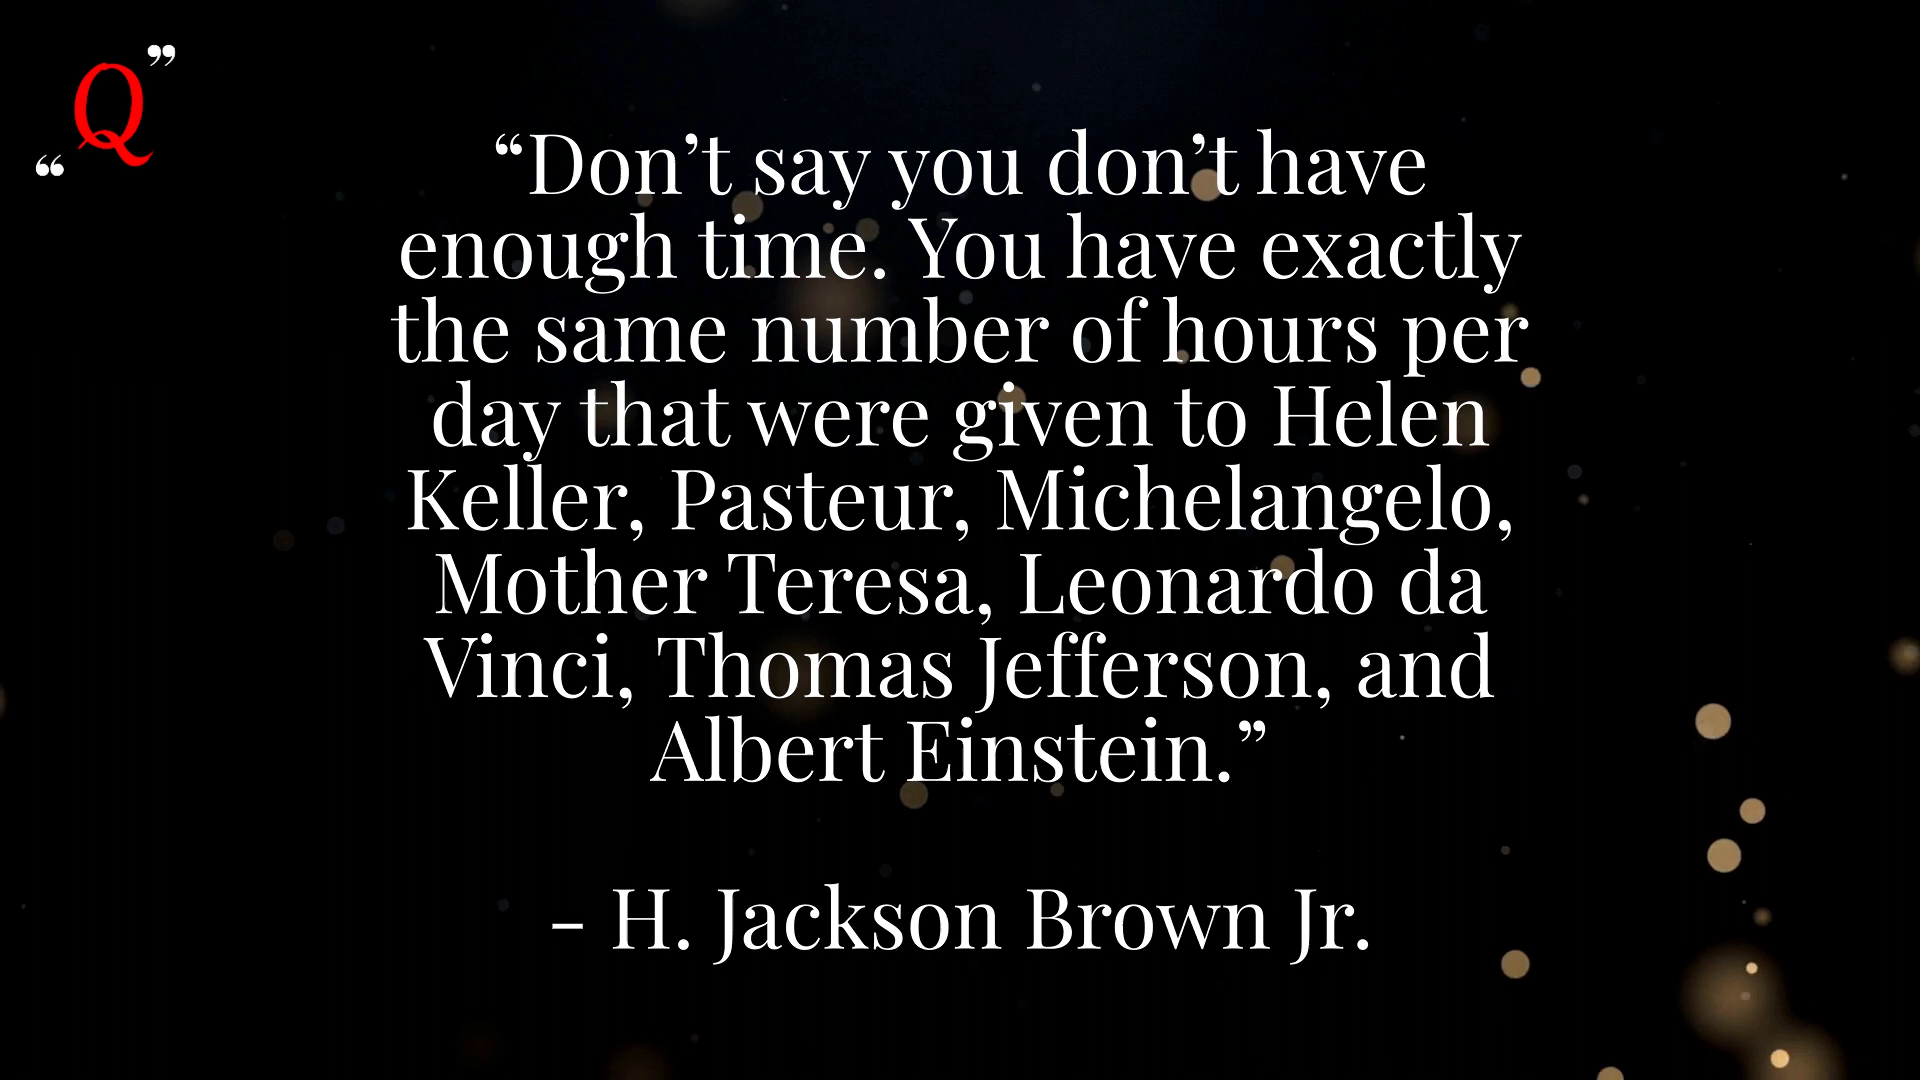 ”
Q
“
“Don’t say you don’t have
enough time. You have exactly
the same number of hours per
day that were given to Helen
Keller, Pasteur, Michelangelo,
Mother Teresa, Leonardo da
Vinci, Thomas Jefferson, and
Albert Einstein.”
- H. Jackson Brown Jr.